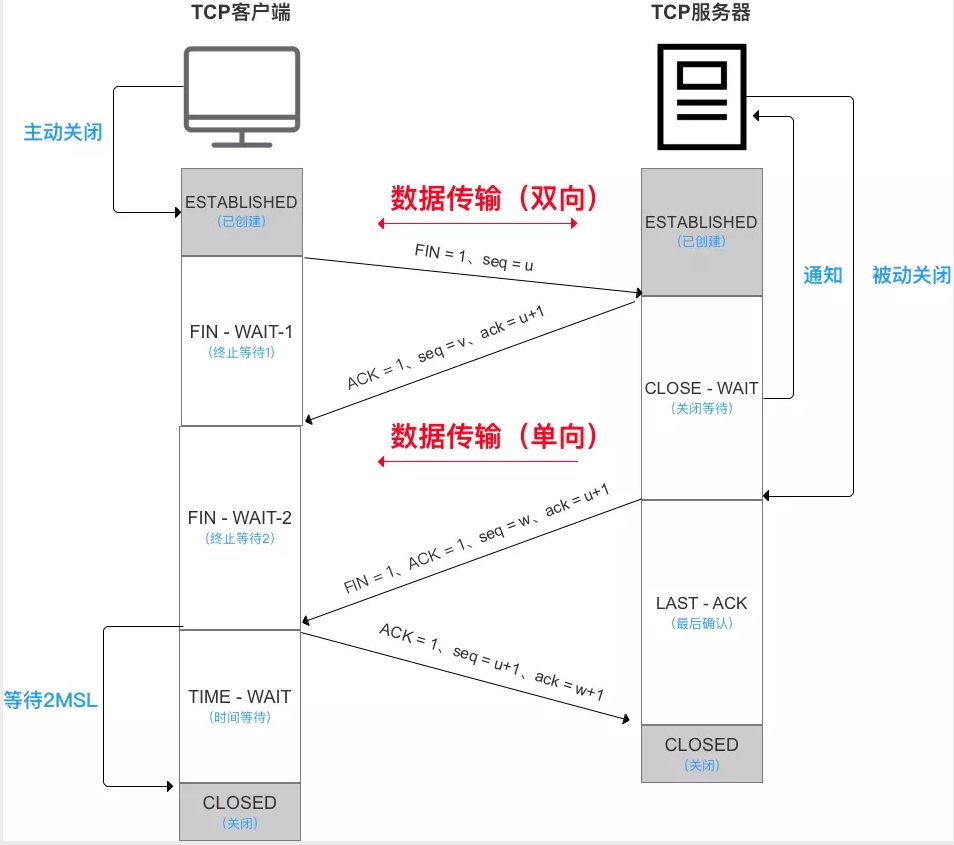 TCP客户端
TCP服务器
主动关闭
ESTABLISHED
(已创建)
数据传输（双向）
ESTABLISHED
(已创建)
FIN = 1、seq = u
通知
被动关闭
FIN - WAIT-1
(终止等待1)
ACK = 1、seq = v、ack = u+1
CLOSE - WAIT
(关闭等待)
数据传输（单向）
FIN - WAIT-2
(终止等待2)
FIN = 1、ACK = 1、seq = w、ack = u+1
LAST - ACK
(最后确认)
ACK = 1、seq = u+1、ack = w+1
等待2MSL
TIME - WAIT
(时间等待)
CLOSED
(关闭)
CLOSED
(关闭)